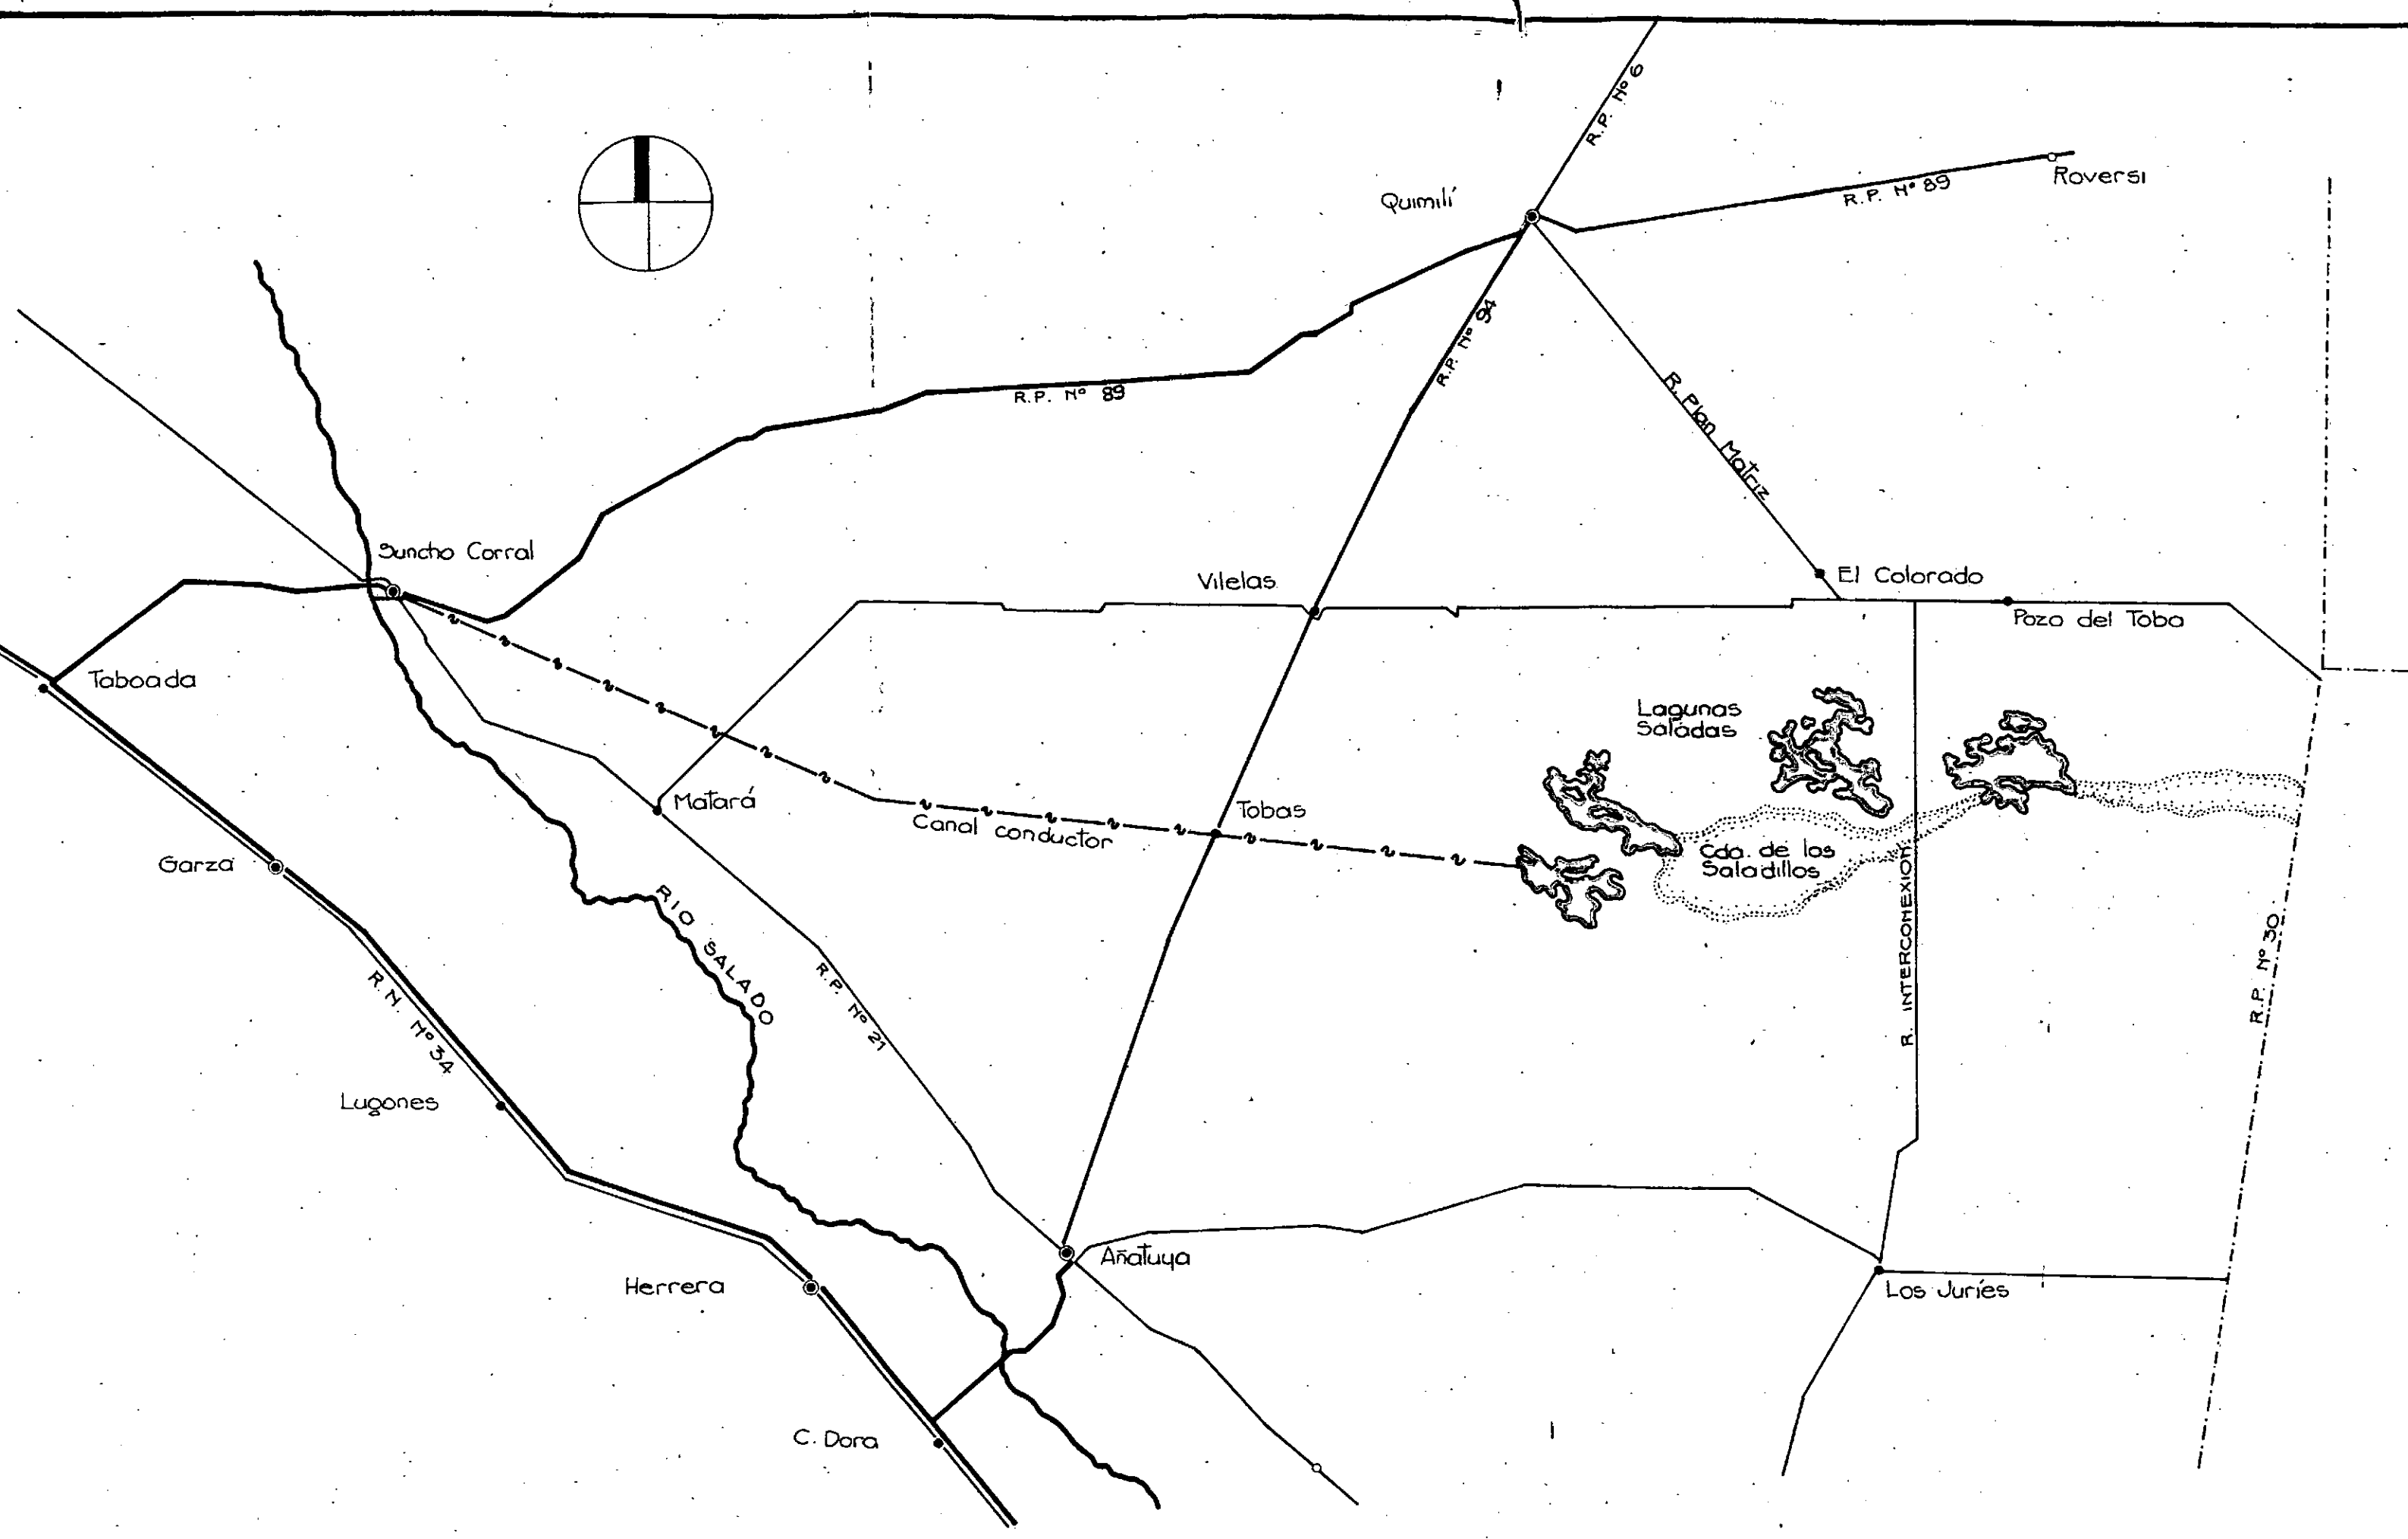 R.P. Nº 6
Quimilí
R.P. Nº 89
Roversi
R.P. Nº 94
R.P. Nº 89
R. Plan Matriz
Suncho Corral
Vilelas
El Colorado
Pozo del Toba
Taboada
Lagunas
Saladas
Matará
Tobas
Canal conductor
Cda. de los
Saladillos
Garza
RIO SALADO
R.P. Nº 21
R.N. Nº 34
R. INTERCONEXION
R.P. Nº 30
Lugones
Añatuya
Herrera
Los Juríes
C. Dora